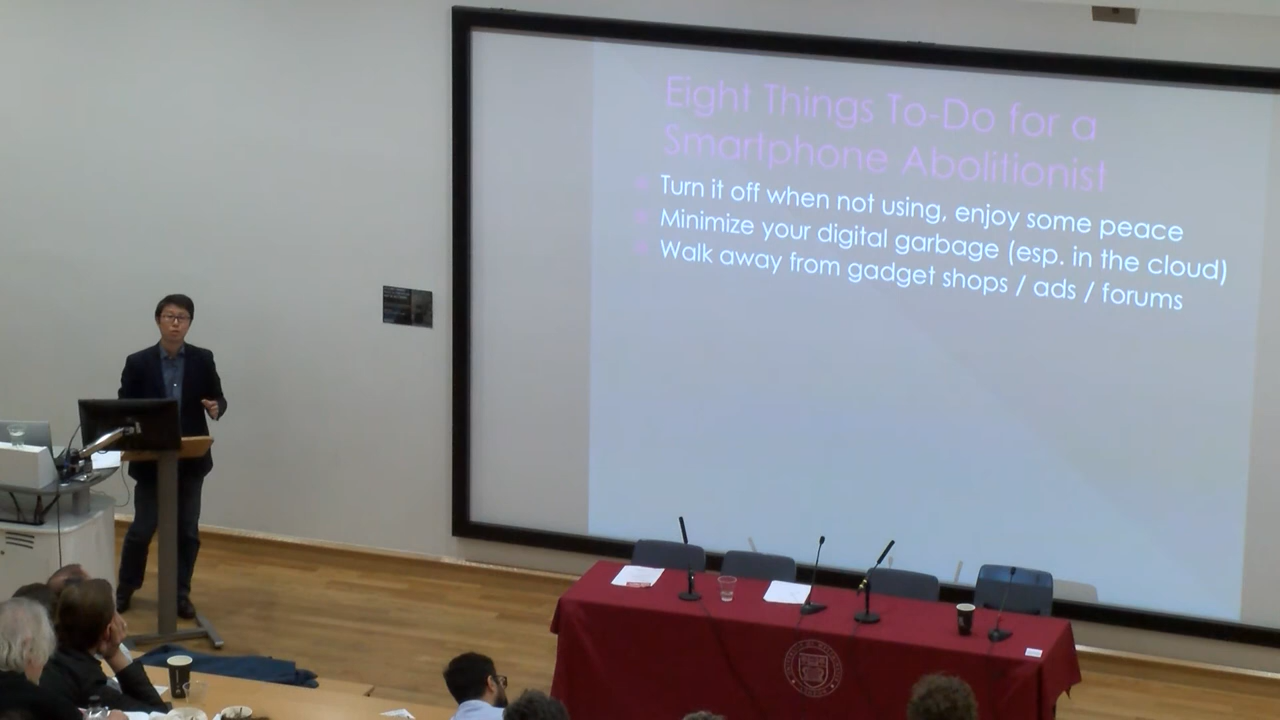 Eight Things To-Do for a
Smartphone Abolitionist
Turn it off when not using, enjoy some peace
Minimize your digital garbage (esp. in the cloud)
Walk away from gadget shops / ads / forums